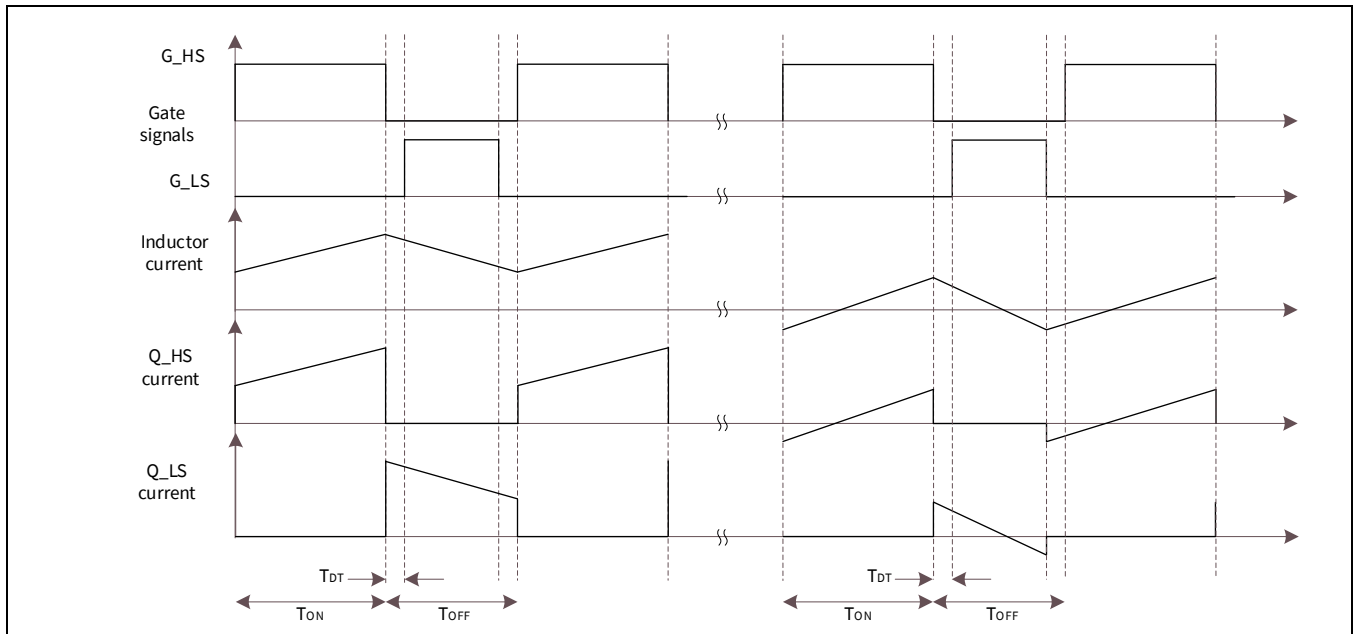 G_HS
Gate
signals
G_LS
Inductor
current
Q_HS
current
Q_LS
current
TDT
TDT
TON
TOFF
TON
TOFF